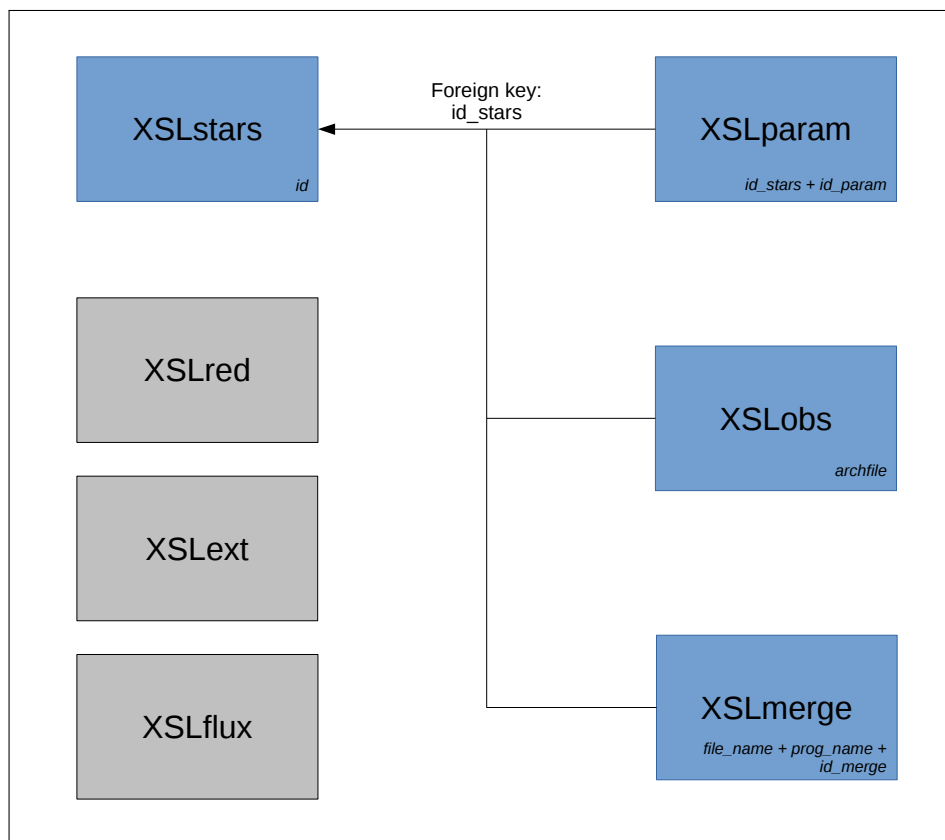 XSLstars
id
Foreign key:
id_stars
XSLparam
id_stars + id_param
XSLred
XSLobs
archfile
XSLext
XSLflux
XSLmerge
file_name + prog_name +
id_merge